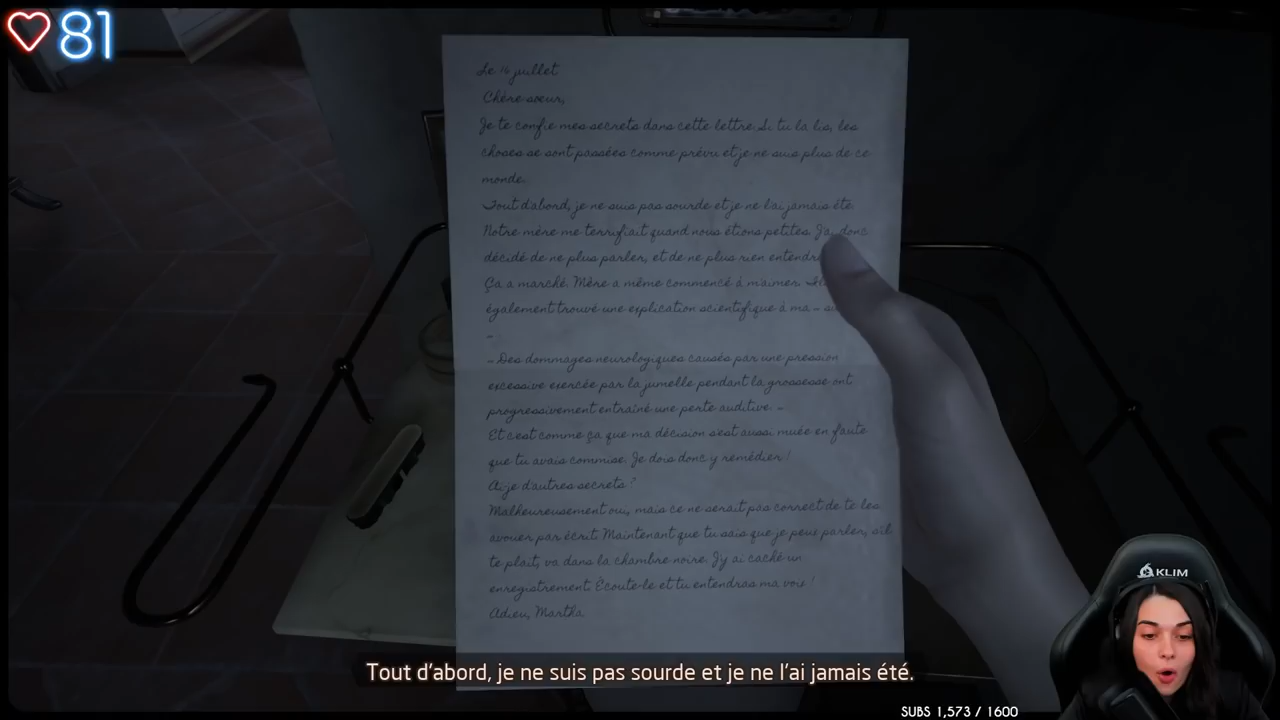 81
Le 14 juillet
Chère sœur,
Je te confie mes secrets dans cette lettre. Si tu la lis, les
choses se sont passées comme prévu et je ne suis plus de ce
monde.
Tout d'abord, je ne suis pas sourde et je ne l'ai jamais été.
Notre mère me terrifiait quand nous étions petites. J'ai donc
décidé de ne plus parler, et de ne plus rien entendre
Ça a marché. Mère a même commencé à m'aimer.
également trouvé une explication scientifique à ma -
-
- Des dommages neurologiques causés par une pression
excessive exercée par la jumelle pendant la grossesse ont
progressivement entraîné une perte auditive. -
Et c'est comme ça que ma décision s'est aussi muée en faute
que tu avais commise. Je dois donc y remédier !
Ai-je d'autres secrets ?
Malheureusement oui, mais ce ne serait pas correct de te les
avouer par écrit. Maintenant que tu sais que je peux parler, s'il
te plaît, va dans la chambre noire. J'y ai caché un
enregistrement. Écoute-le et tu entendras ma voix !
Adieu, Martha.
KLIM
Tout d'abord, je ne suis pas sourde et je ne l'ai jamais été.
SUBS 1,573 / 1600